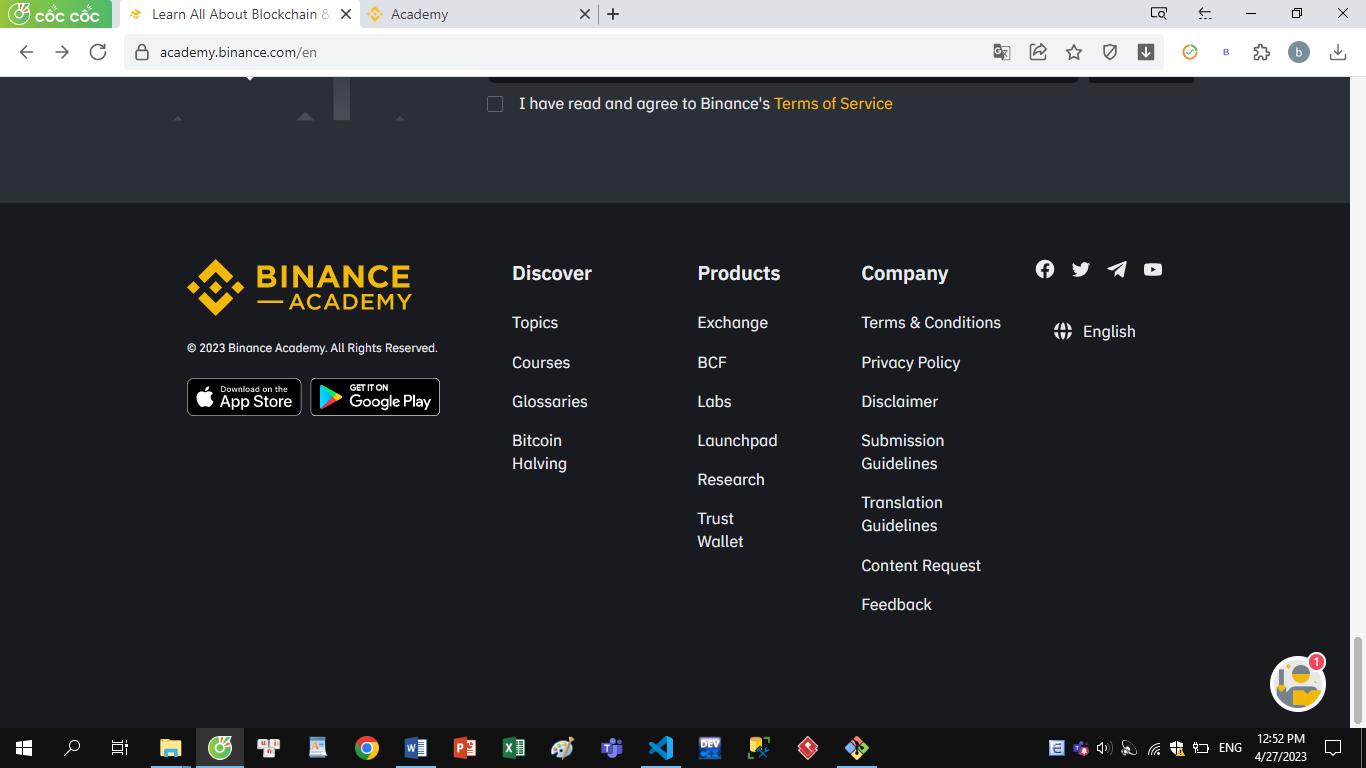 cốc cốc
Learn All About Blockchain &
Academy
academy.binance.com/en
B
b
I have read and agree to Binance's Terms of Service
BINANCE
ACADEMY
© 2023 Binance Academy. All Rights Reserved.
Download on the
App Store
GET IT ON
Google Play
Discover
Topics
Courses
Glossaries
Bitcoin
Halving
Products
Exchange
BCF
Labs
Launchpad
Research
Trust
Wallet
Company
Terms & Conditions
Privacy Policy
Disclaimer
Submission
Guidelines
Translation
Guidelines
Content Request
Feedback
English
1
DEV
E
ENG
12:52 PM
4/27/2023